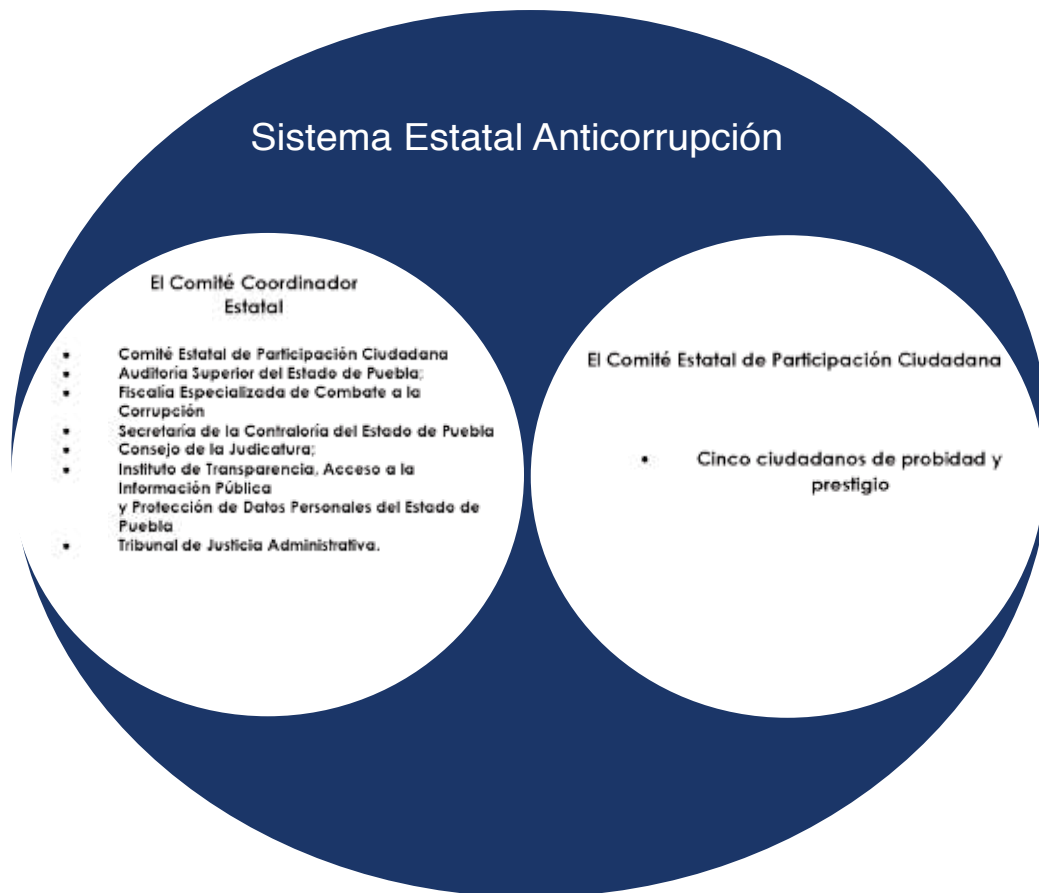 Sistema Estatal Anticorrupción
El Comité Coordinador
Estatal
• Comité Estatal de Participación Ciudadana
• Auditoría Superior del Estado de Puebla;
• Fiscalía Especializada de Combate a la
Corrupción
• Secretaría de la Contraloría del Estado de Puebla
• Consejo de la Judicatura;
• Instituto de Transparencia, Acceso a la
Información Pública
y Protección de Datos Personales del Estado de
Puebla
• Tribunal de Justicia Administrativa.
El Comité Estatal de Participación Ciudadana
• Cinco ciudadanos de probidad y
prestigio